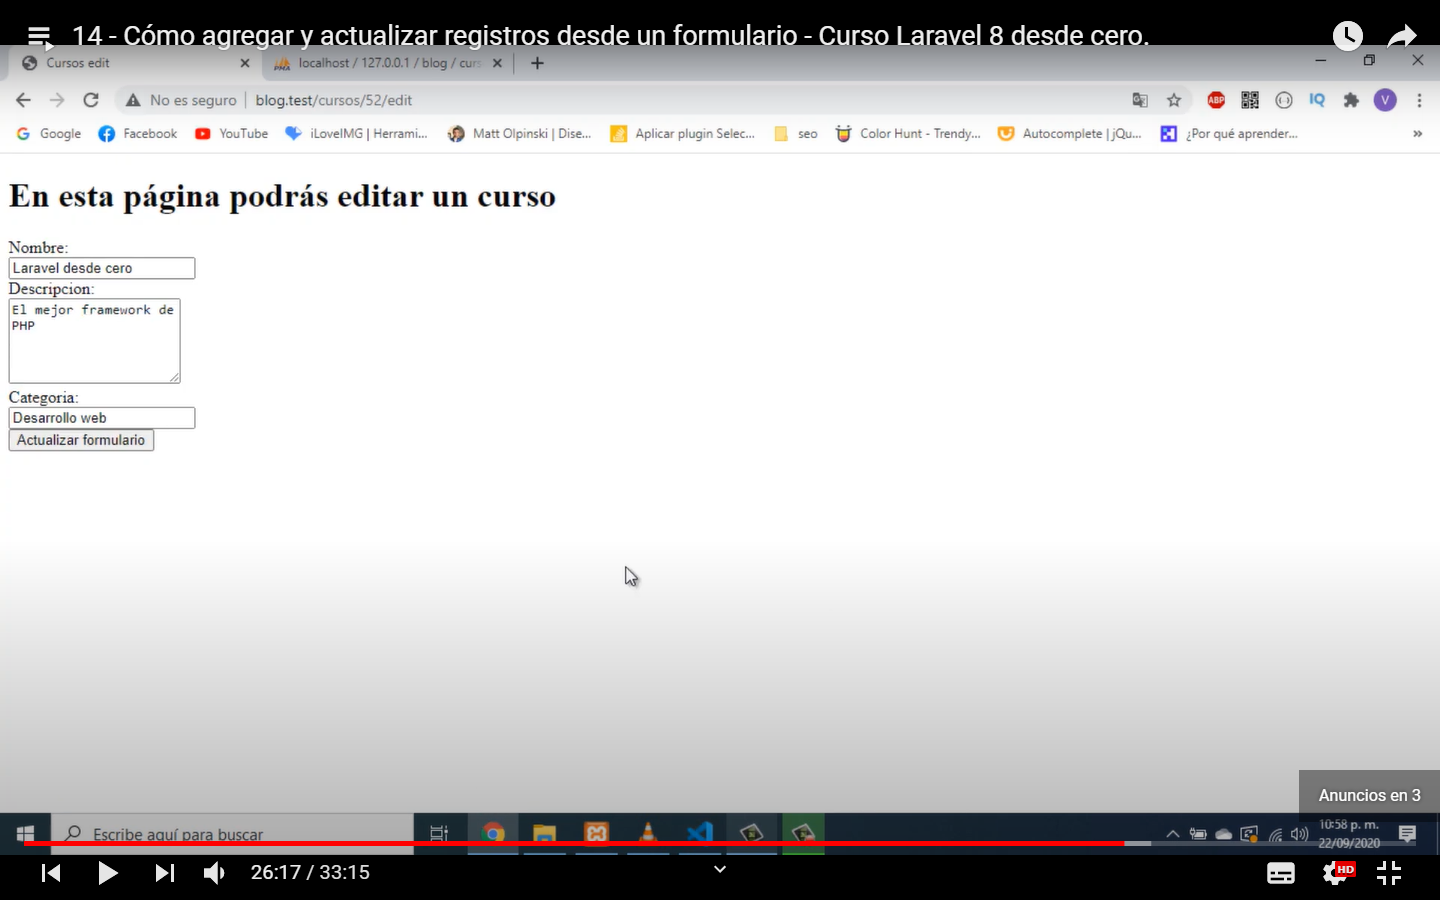 14 - Cómo agregar y actualizar registros desde un formulario - Curso Laravel 8 desde cero.
Cursos edit
localhost / 127.0.0.1 / blog / curs
No es seguro
blog.test/cursos/52/edit
ABP
IQ
V
Google
Facebook
YouTube
iLoveIMG | Herrami...
Matt Olpinski | Dise...
Aplicar plugin Selec...
seo
Color Hunt - Trendy...
Autocomplete | jQu...
¿Por qué aprender...
En esta página podrás editar un curso
Nombre:
Laravel desde cero
Descripcion:
El mejor framework de
PHP
Categoria:
Desarrollo web
Actualizar formulario
Anuncios en 3
Escribe aquí para buscar
10:58 p. m.
22/09/2020
26:17 / 33:15
HD